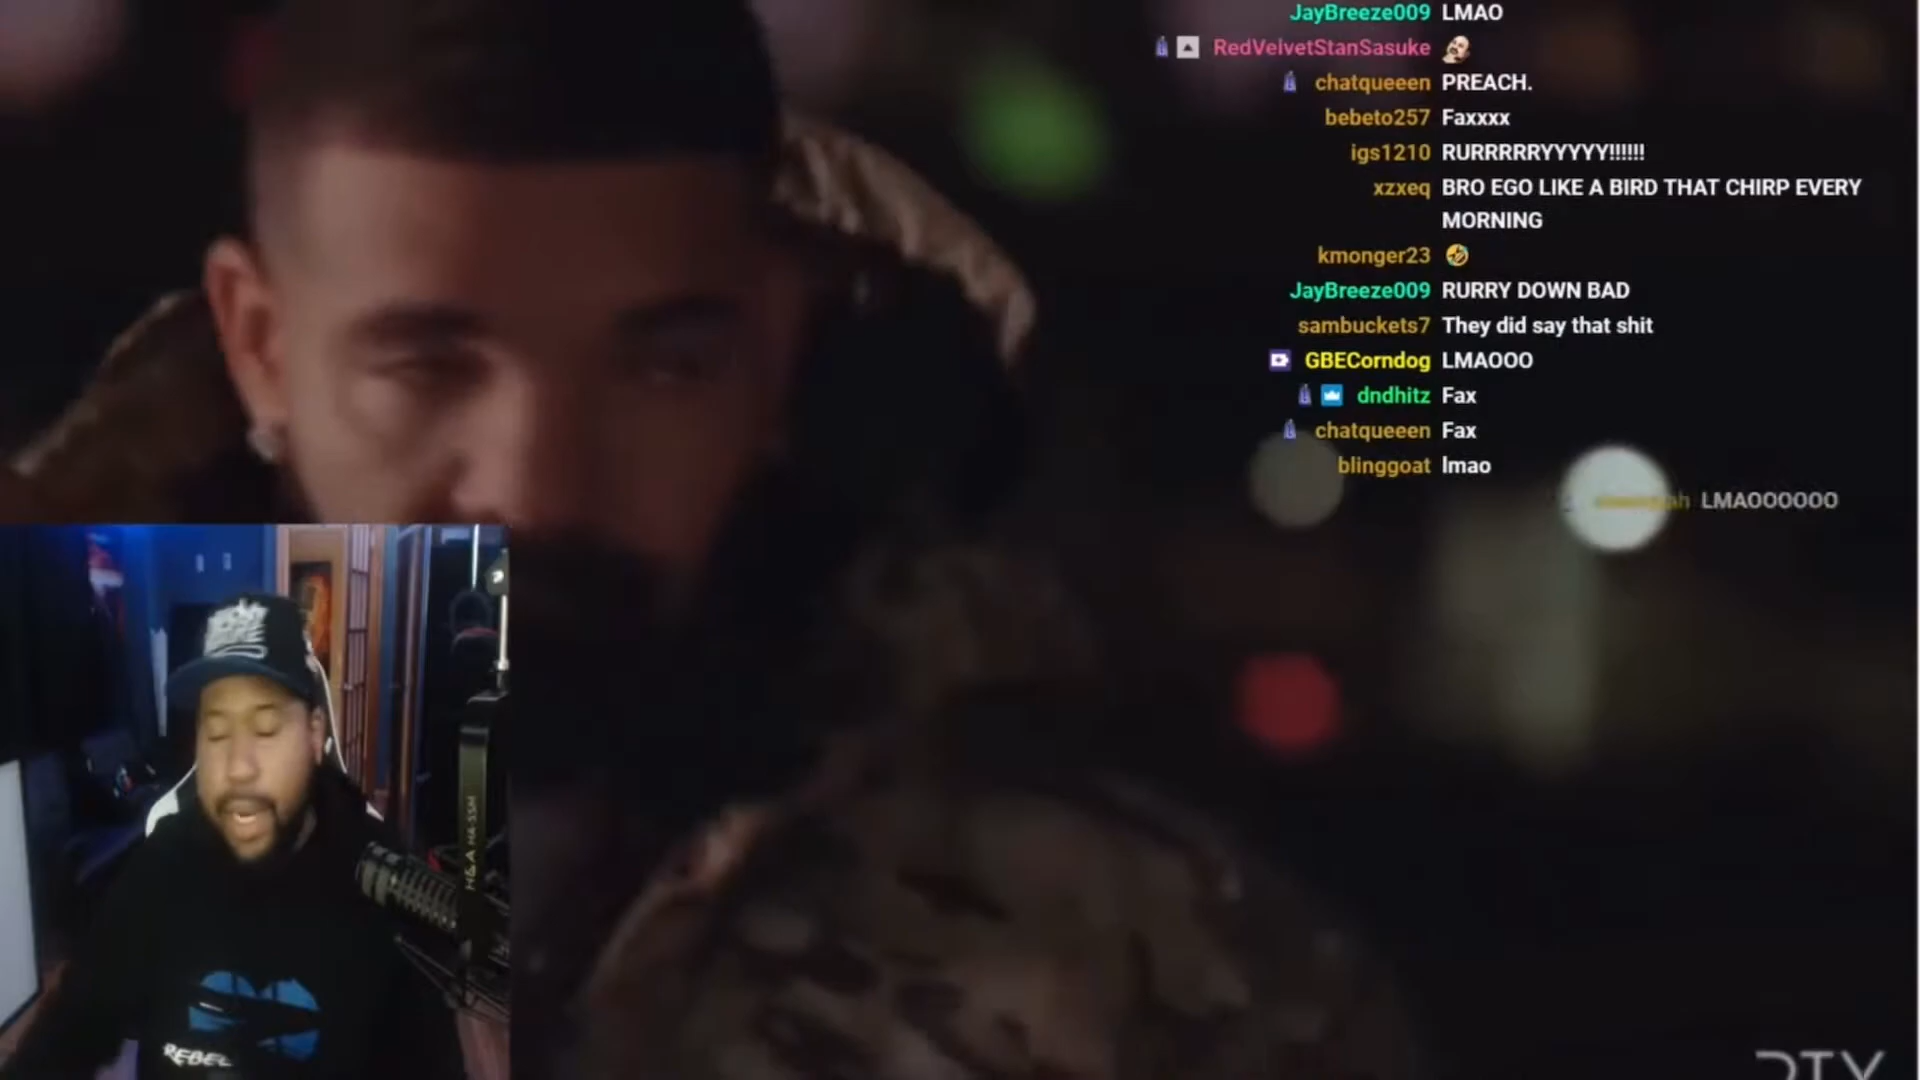 JayBreeze009 LMAO
RedVelvetStanSasuke
chatqueeen PREACH.
bebeto257 Faxxxx
igs1210 RURRRRRYYYYY!!!!!!
xzxeq BRO EGO LIKE A BIRD THAT CHIRP EVERY
MORNING
kmonger23 🤣
JayBreeze009 RURRY DOWN BAD
sambuckets7 They did say that shit
GBECorndog LMAOOO
dndhitz Fax
chatqueeen Fax
blinggoat lmao
LMAOOOOOO
H&A HA-SSM
REBEL